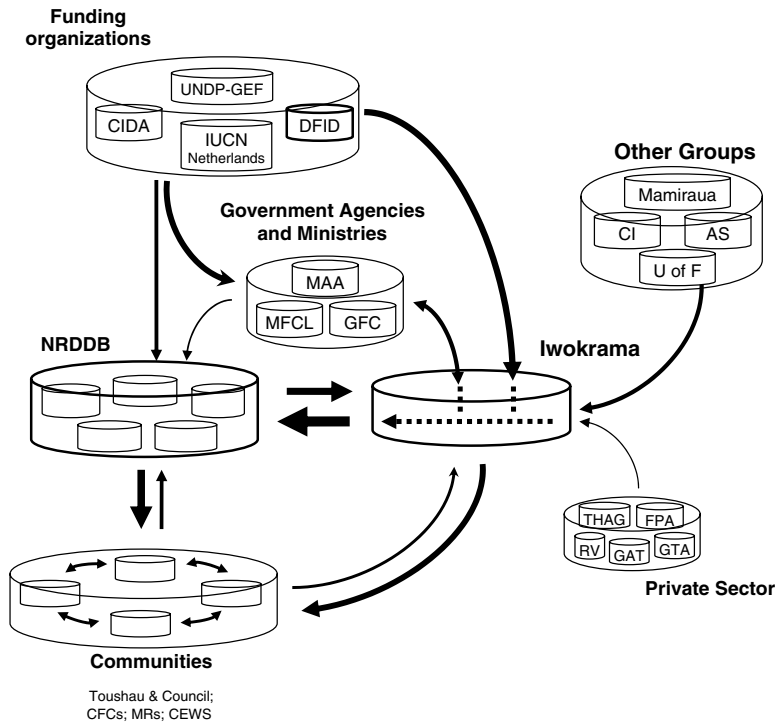 Funding
organizations
UNDP-GEF
CIDA
DFID
IUCN
Netherlands
Other Groups
Mamiraua
CI
AS
U of F
Government Agencies
and Ministries
MAA
MFCL
GFC
NRDDB
Iwokrama
THAG
FPA
RV
GAT
GTA
Private Sector
Communities
Toushau & Council;
CFCs; MRs; CEWS